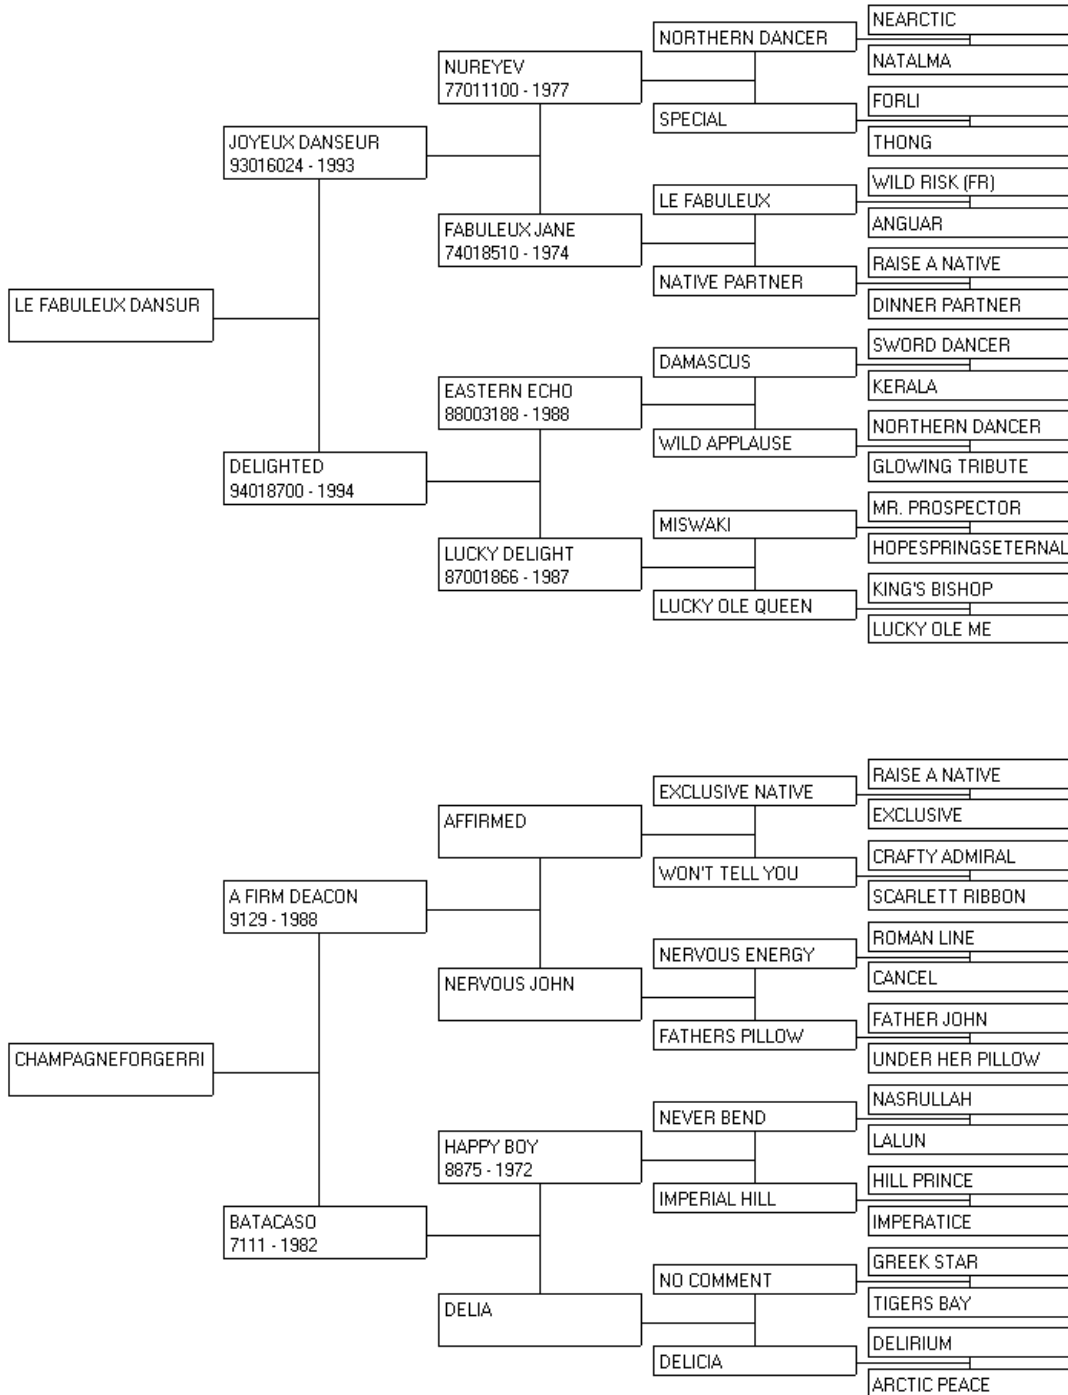 NEARCTIC
NORTHERN DANCER
NATALMA
NUREYEV
77011100 - 1977
FORLI
SPECIAL
THONG
JOYEUX DANSEUR
93016024 - 1993
WILD RISK (FR)
LE FABULEUX
ANGUAR
FABULEUX JANE
74018510 - 1974
RAISE A NATIVE
NATIVE PARTNER
DINNER PARTNER
LE FABULEUX DANSUR
SWORD DANCER
DAMASCUS
KERALA
EASTERN ECHO
88003188 - 1988
NORTHERN DANCER
WILD APPLAUSE
GLOWING TRIBUTE
DELIGHTED
94018700 - 1994
MR. PROSPECTOR
MISWAKI
HOPESPRINGSETERNAL
LUCKY DELIGHT
87001866 - 1987
KING'S BISHOP
LUCKY OLE QUEEN
LUCKY OLE ME
RAISE A NATIVE
EXCLUSIVE NATIVE
EXCLUSIVE
AFFIRMED
CRAFTY ADMIRAL
WON'T TELL YOU
SCARLETT RIBBON
A FIRM DEACON
9129 - 1988
ROMAN LINE
NERVOUS ENERGY
CANCEL
NERVOUS JOHN
FATHER JOHN
FATHERS PILLOW
UNDER HER PILLOW
CHAMPAGNEFORGERRI
NASRULLAH
NEVER BEND
LALUN
HAPPY BOY
8875 - 1972
HILL PRINCE
IMPERIAL HILL
IMPERATICE
BATACASO
7111 - 1982
GREEK STAR
NO COMMENT
TIGERS BAY
DELIA
DELIRIUM
DELICIA
ARCTIC PEACE